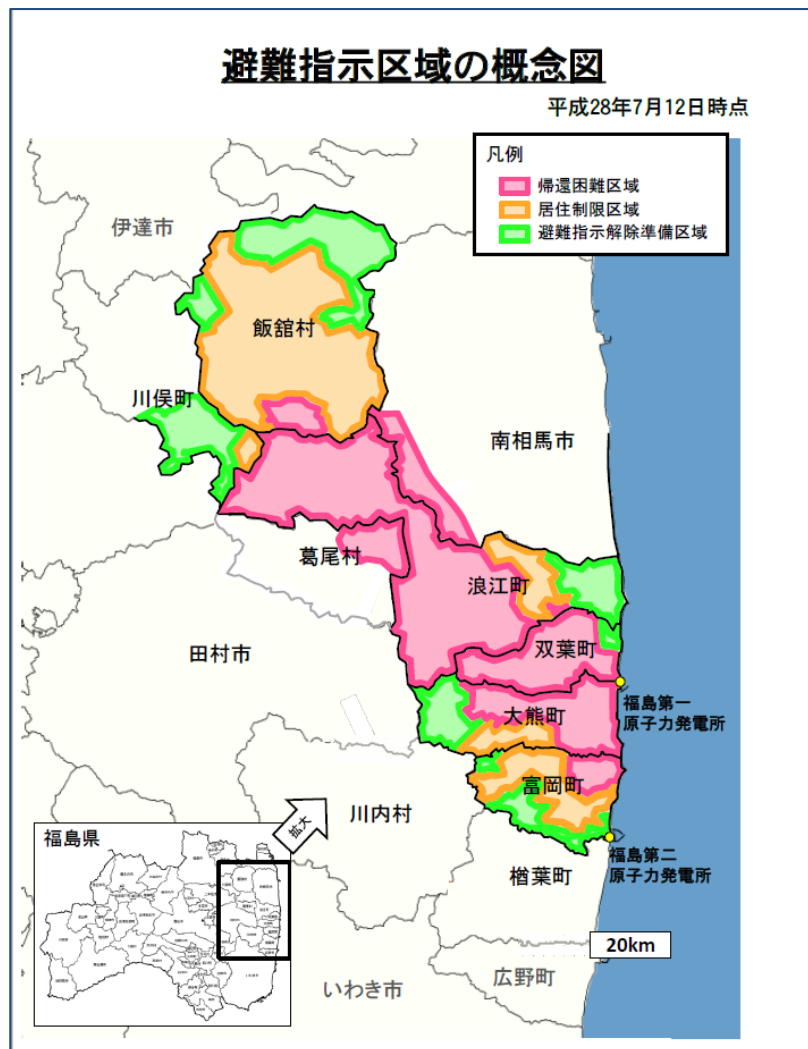 避難指示区域の概念図
平成28年7月12日時点
凡例
帰還困難区域
居住制限区域
避難指示解除準備区域
伊達市
飯舘村
川俣町
南相馬市
葛尾村
浪江町
田村市
双葉町
大熊町
福島第一
原子力発電所
富岡町
川内村
拡大
福島県
福島第二
原子力発電所
楢葉町
20km
広野町
いわき市